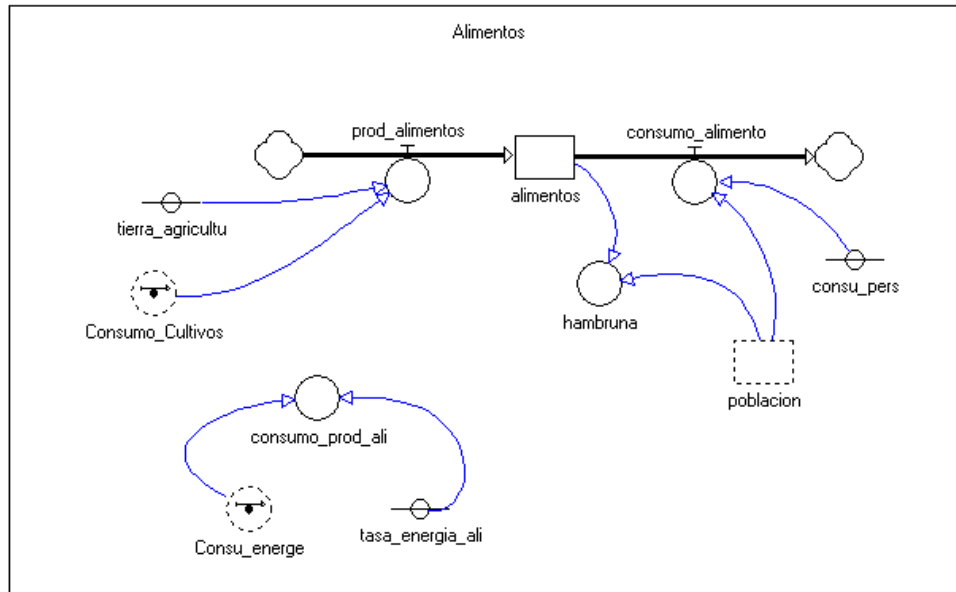 Alimentos
prod_alimentos
consumo_alimento
alimentos
tierra_agricultu
consu_pers
hambruna
Consumo_Cultivos
poblacion
consumo_prod_ali
Consu_energe
tasa_energia_ali